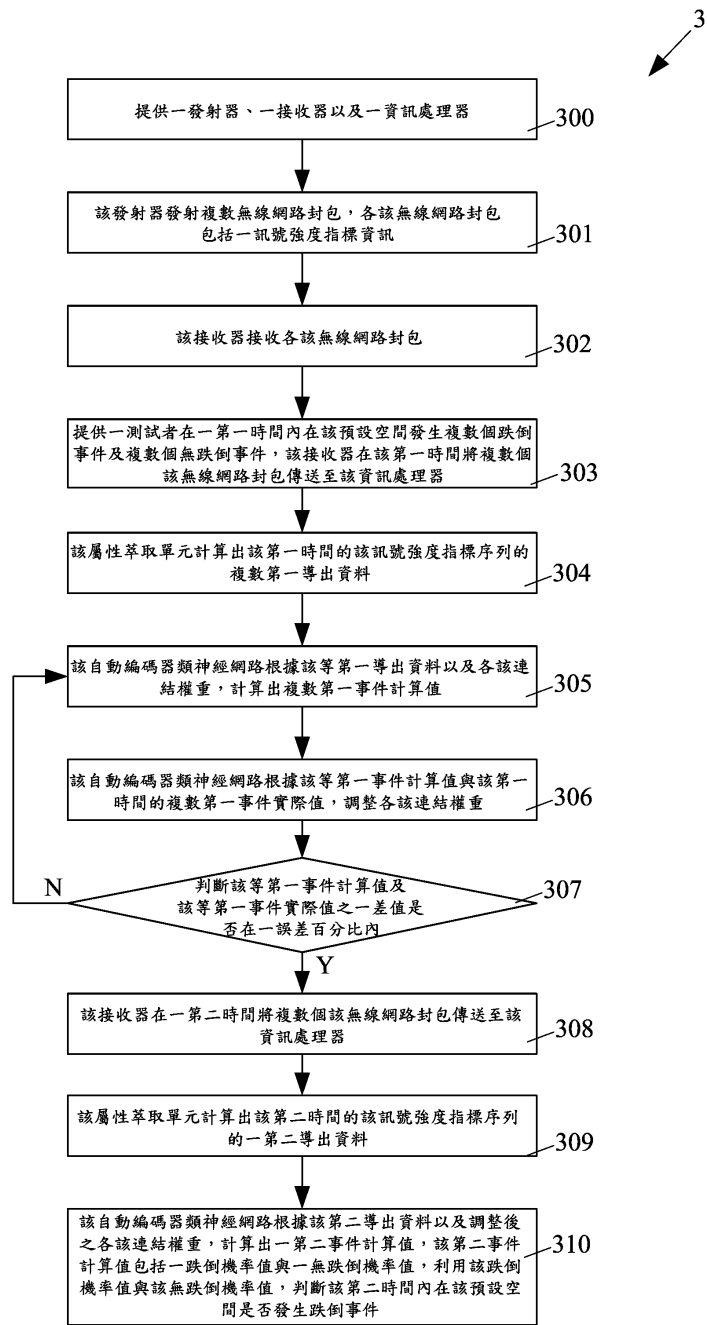 3
提供一發射器、一接收器以及一資訊處理器
300
該發射器發射複數無線網路封包，各該無線網路封包
包括一訊號強度指標資訊
301
該接收器接收各該無線網路封包
302
提供一測試者在一第一時間內在該預設空間發生複數個跌倒
事件及複數個無跌倒事件，該接收器在該第一時間將複數個
該無線網路封包傳送至該資訊處理器
303
該屬性萃取單元計算出該第一時間的該訊號強度指標序列的
複數第一導出資料
304
該自動編碼器類神經網路根據該等第一導出資料以及各該連
結權重，計算出複數第一事件計算值
305
該自動編碼器類神經網路根據該等第一事件計算值與該第一
時間的複數第一事件實際值，調整各該連結權重
306
N
判斷該等第一事件計算值及
該等第一事件實際值之一差值是
否在一誤差百分比內
307
Y
該接收器在一第二時間將複數個該無線網路封包傳送至該
資訊處理器
308
該屬性萃取單元計算出該第二時間的該訊號強度指標序列
的一第二導出資料
309
該自動編碼器類神經網路根據該第二導出資料以及調整後
之各該連結權重，計算出一第二事件計算值，該第二事件
計算值包括一跌倒機率值與一無跌倒機率值，利用該跌倒
機率值與該無跌倒機率值，判斷該第二時間內在該預設空
間是否發生跌倒事件
310